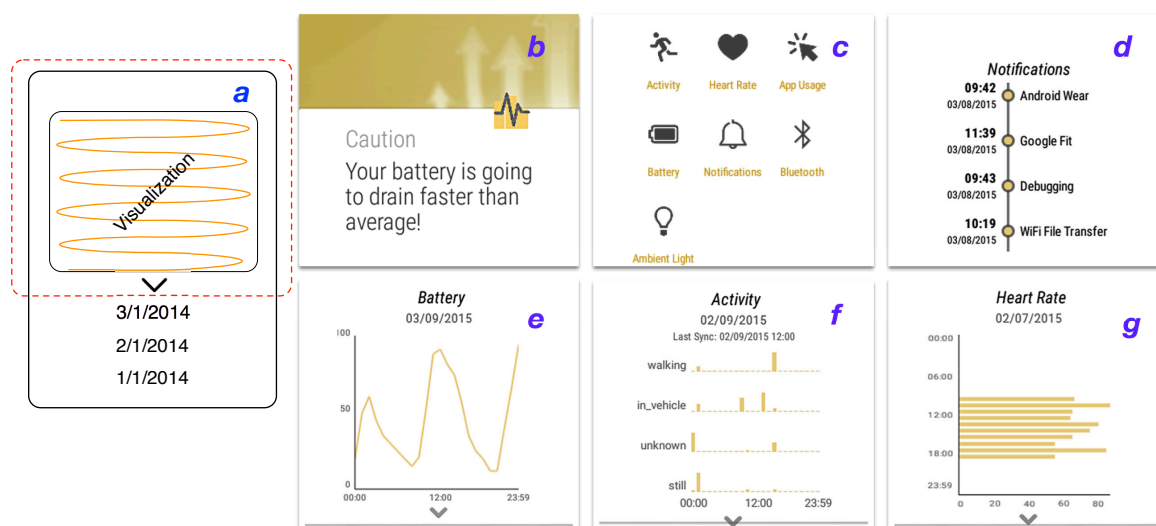 a
Visualization
3/1/2014
2/1/2014
1/1/2014
b
Caution
Your battery is going
to drain faster than
average!
c
Activity
Heart Rate
App Usage
Battery
Notifications
Bluetooth
Ambient Light
d
Notifications
09:42
03/08/2015
Android Wear
11:39
03/08/2015
Google Fit
09:43
03/08/2015
Debugging
10:19
03/08/2015
WiFi File Transfer
Battery
03/09/2015
e
100
50
0
00:00
12:00
23:59
Activity
02/09/2015
Last Sync: 02/09/2015 12:00
f
walking
in_vehicle
unknown
still
00:00
12:00
23:59
Heart Rate
02/07/2015
g
00:00
06:00
12:00
18:00
23:59
0 20 40 60 80